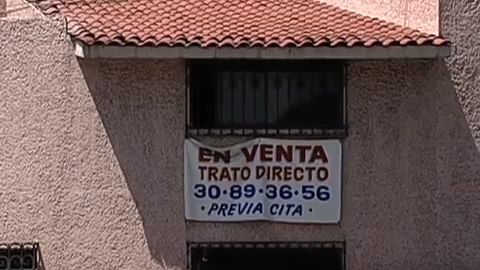 EN VENTA
TRATO DIRECTO
30·89·36·56
·PREVIA CITA·